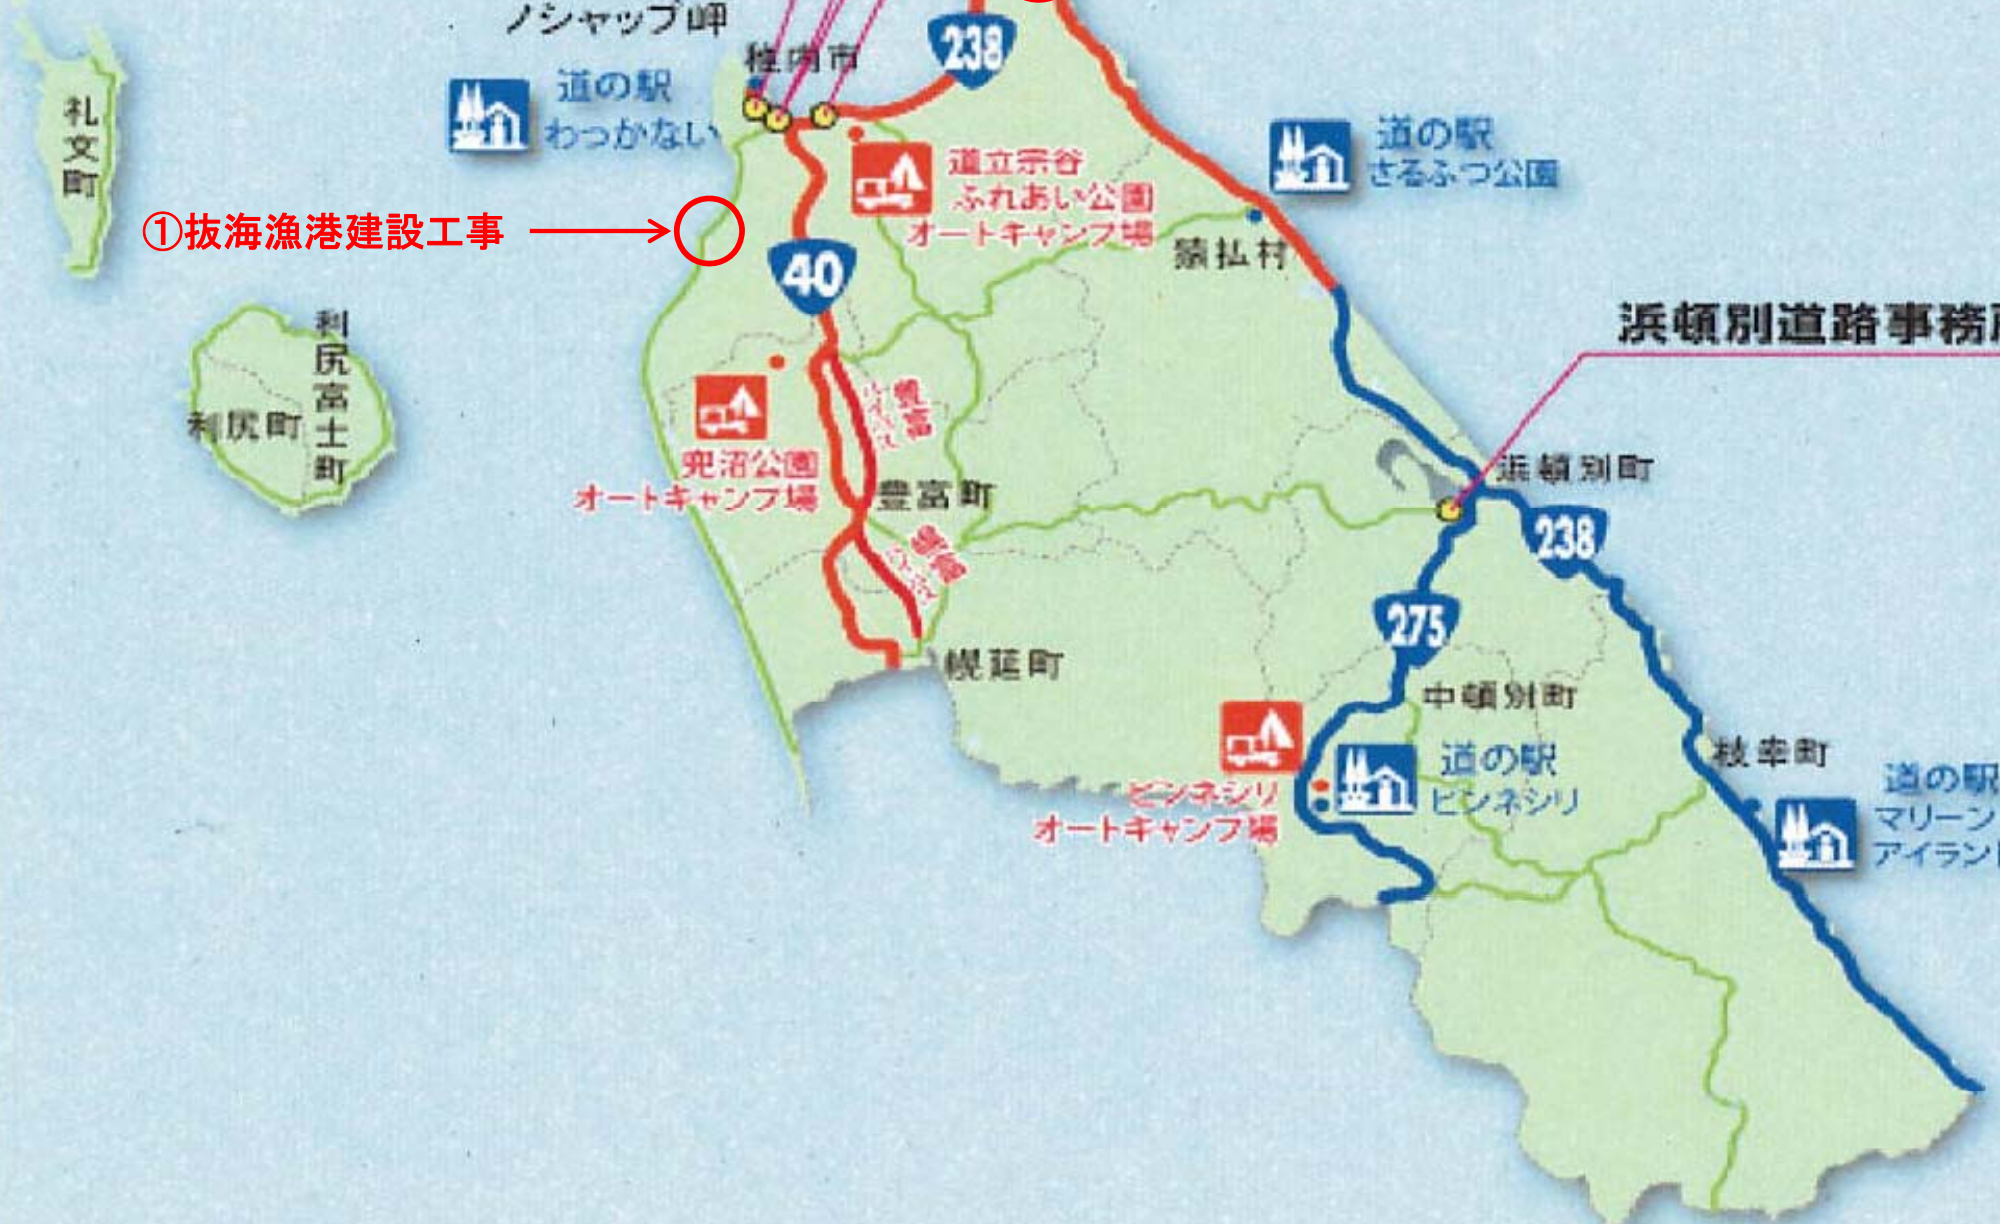 ノシャップ岬
稚内市
238
道の駅
わっかない
礼文町
道の駅
さるふつ公園
道立宗谷
ふれあい公園
オートキャンプ場
①抜海漁港建設工事
猿払村
40
利尻富士町
利尻町
浜頓別道路事務
豊富
バイパス
兜沼公園
オートキャンプ場
豊富町
浜頓別町
238
275
幌延町
中頓別町
道の駅
ピンネシリ
ピンネシリ
オートキャンプ場
枝幸町
道の駅
マリーン
アイラン